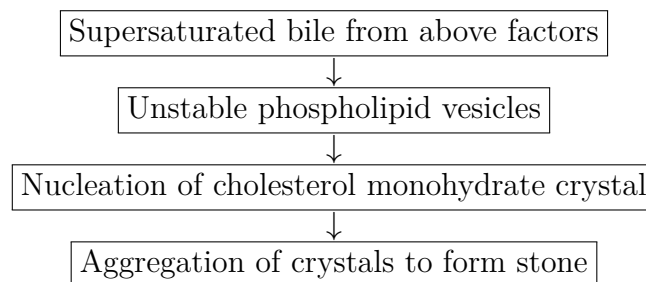 Supersaturated bile from above factors
Unstable phospholipid vesicles
Nucleation of cholesterol monohydrate crystal
Aggregation of crystals to form stone